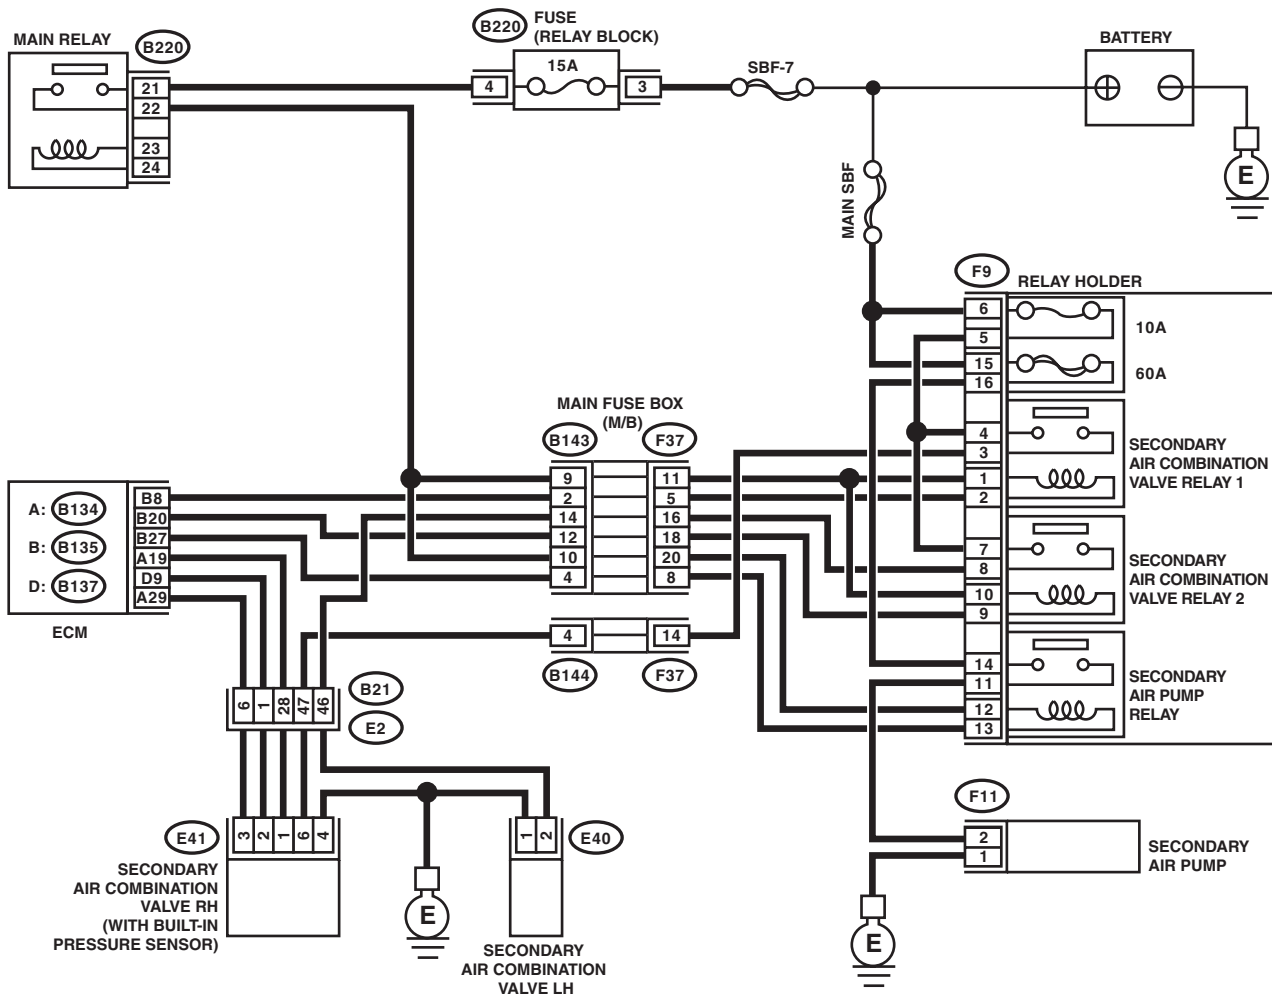 MAIN RELAY
B220
21
22
23
24
B220
FUSE
(RELAY BLOCK)
15A
4
3
SBF-7
BATTERY
E
MAIN SBF
F9
RELAY HOLDER
6
5
15
16
10A
60A
4
3
1
2
SECONDARY
AIR COMBINATION
VALVE RELAY 1
7
8
10
9
SECONDARY
AIR COMBINATION
VALVE RELAY 2
14
11
12
13
SECONDARY
AIR PUMP
RELAY
MAIN FUSE BOX
(M/B)
B143
F37
9
11
2
5
14
16
12
18
10
20
4
8
4
14
B144
F37
A: B134
B: B135
D: B137
B8
B20
B27
A19
D9
A29
ECM
6
1
28
47
46
B21
E2
E41
3
2
1
6
4
SECONDARY
AIR COMBINATION
VALVE RH
(WITH BUILT-IN
PRESSURE SENSOR)
E
1
2
E40
SECONDARY
AIR COMBINATION
VALVE LH
F11
2
1
SECONDARY
AIR PUMP
E